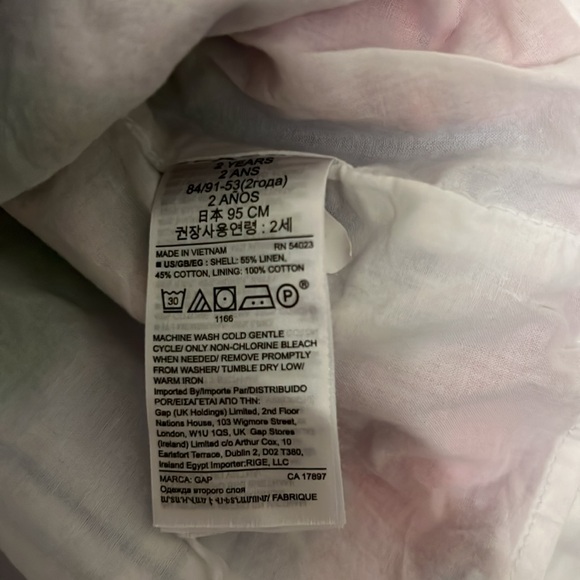 2 YEARS
2 ANS
84/91-53(2года)
2 AÑOS
日本 95 CM
권장사용연령 : 2세
MADE IN VIETNAM RN 54023
■ US/GB/EG : SHELL: 55% LINEN,
45% COTTON, LINING: 100% COTTON
30 P ®
1166
MACHINE WASH COLD GENTLE
CYCLE/ ONLY NON-CHLORINE BLEACH
WHEN NEEDED/ REMOVE PROMPTLY
FROM WASHER/ TUMBLE DRY LOW/
WARM IRON
Imported By/Importe Par/DISTRIBUIDO
POR/ΕΙΣΑΓΕΤΑΙ ΑΠΟ ΤΗΝ:
Gap (UK Holdings) Limited, 2nd Floor
Nations House, 103 Wigmore Street,
London, W1U 1QS, UK Gap Stores
(Ireland) Limited c/o Arthur Cox, 10
Earlsfort Terrace, Dublin 2, D02 T380,
Ireland Egypt Importer:RIGE, LLC
MARCA: GAP CA 17897
Одежда второго слоя
FABRIQUE